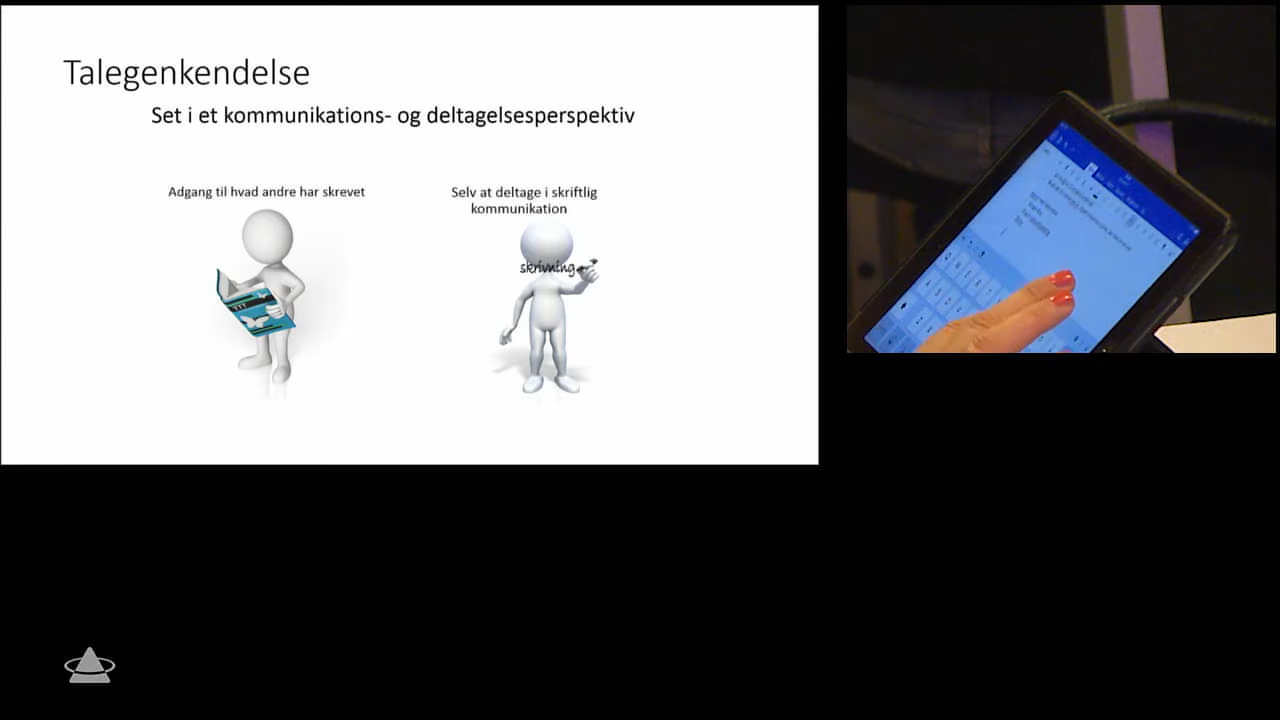 Talegenkendelse
Set i et kommunikations- og deltagelsesperspektiv
Adgang til hvad andre har skrevet
Selv at deltage i skriftlig
kommunikation
skrivning